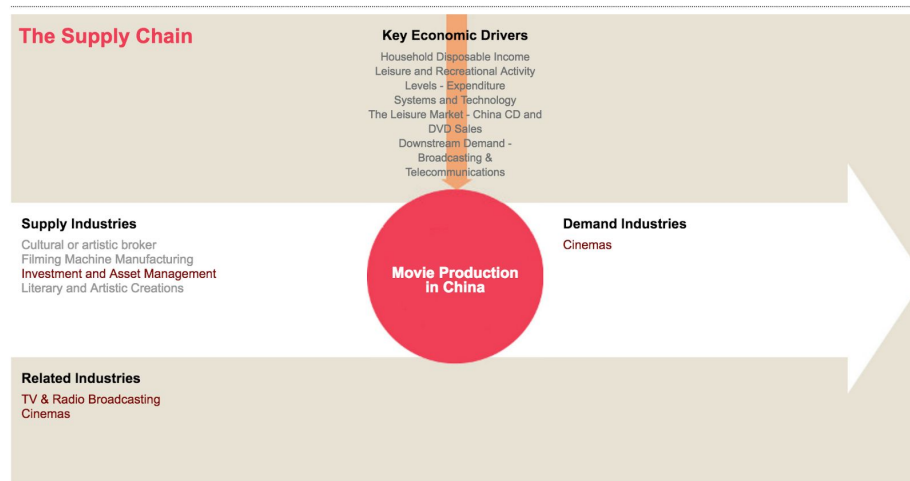 The Supply Chain
Key Economic Drivers
Household Disposable Income
Leisure and Recreational Activity
Levels - Expenditure
Systems and Technology
The Leisure Market - China CD and
DVD Sales
Downstream Demand -
Broadcasting &
Telecommunications
Supply Industries
Cultural or artistic broker
Filming Machine Manufacturing
Investment and Asset Management
Literary and Artistic Creations
Movie Production
in China
Demand Industries
Cinemas
Related Industries
TV & Radio Broadcasting
Cinemas